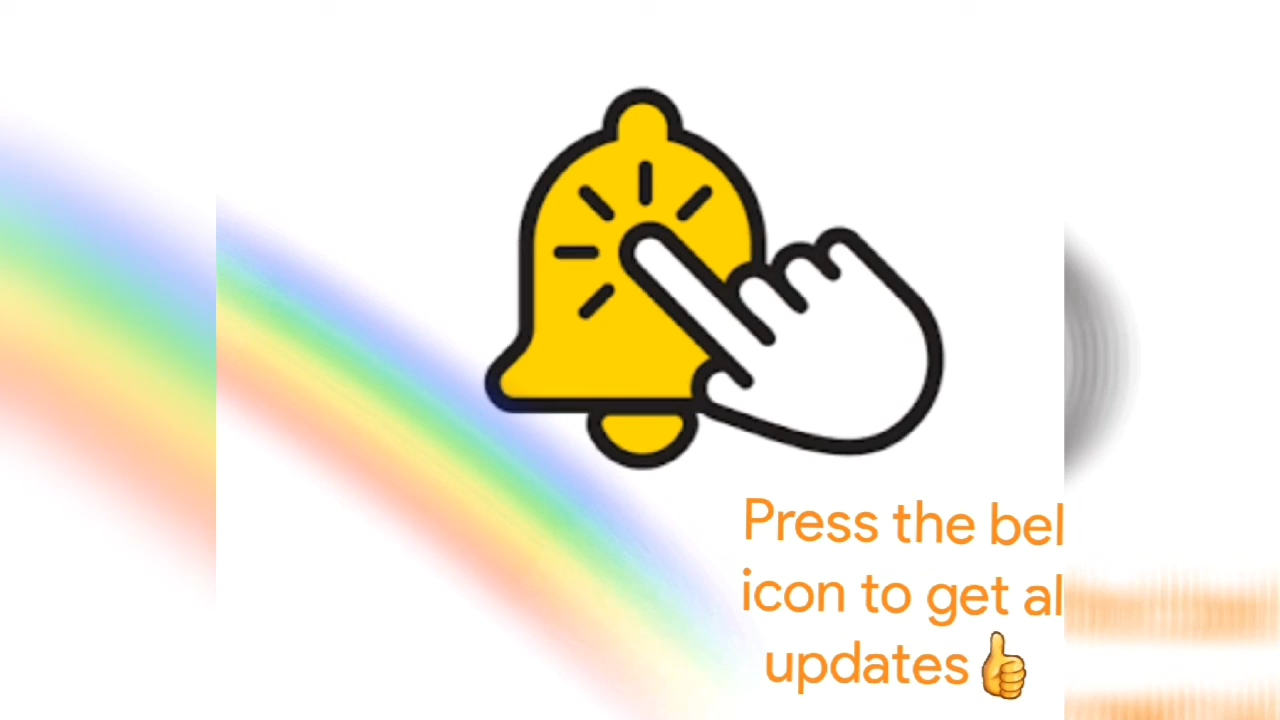 Press the bel
icon to get al
updates👍